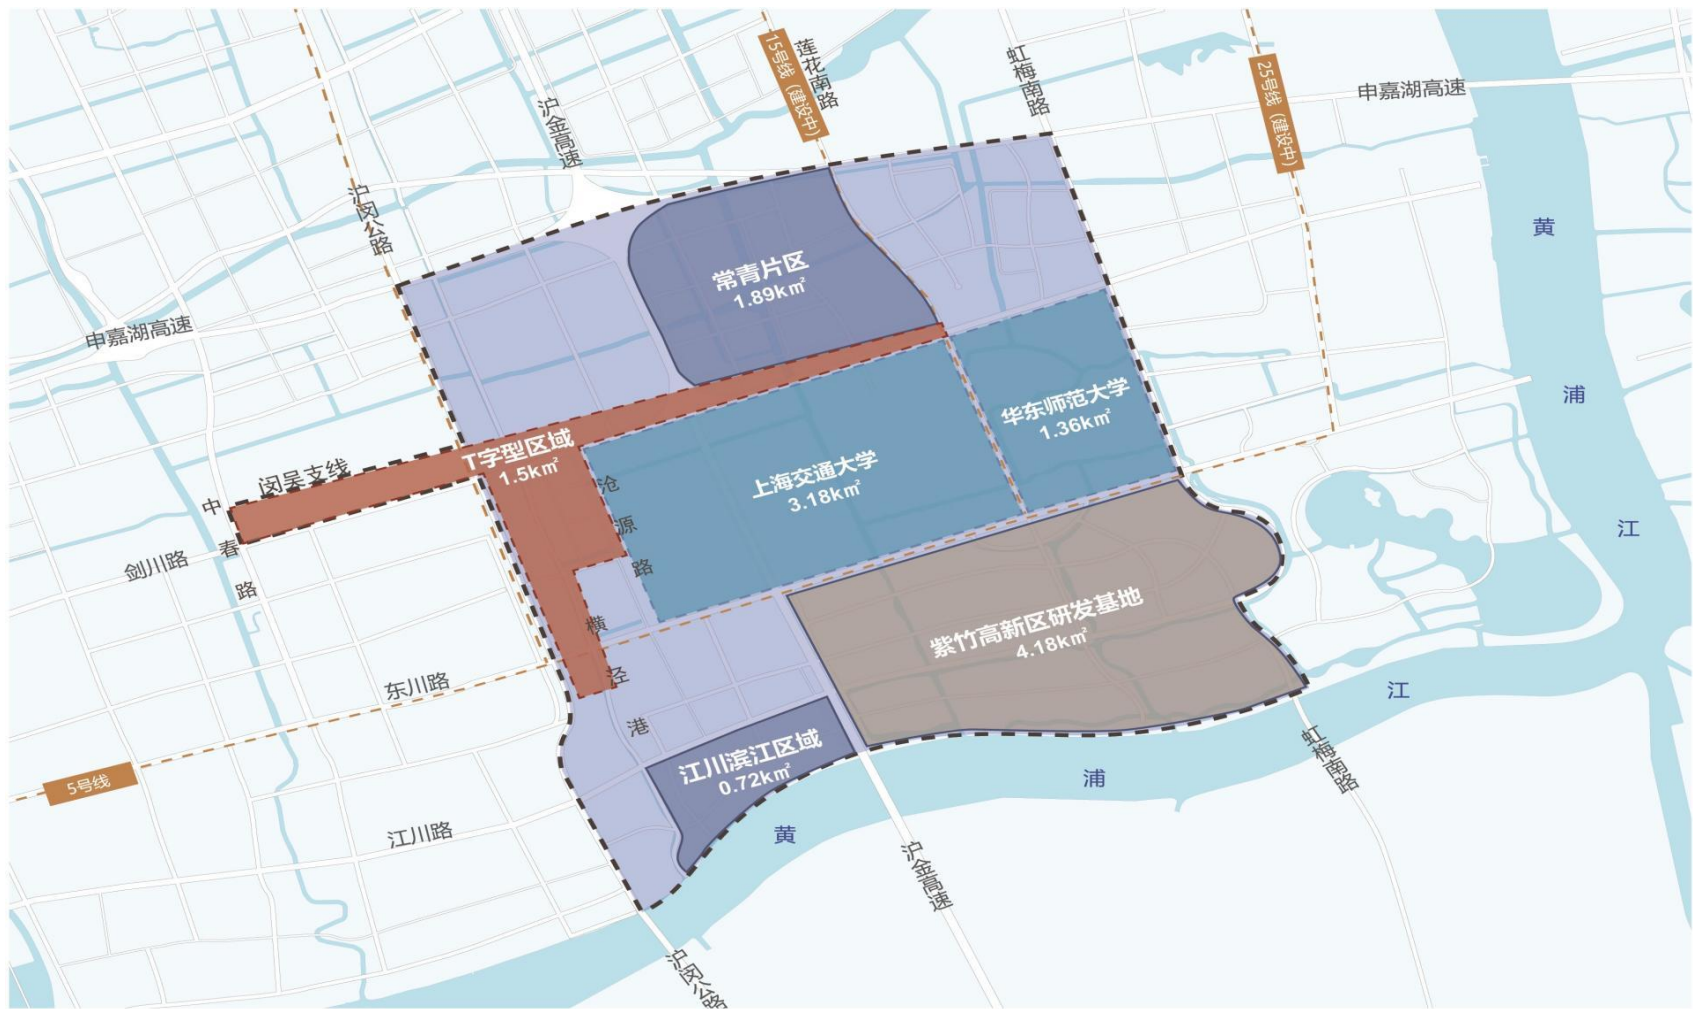 15号线（建设中）
莲花南路
虹梅南路
25号线（建设中）
申嘉湖高速
沪金高速
沪闵公路
黄
浦
江
常青片区
1.89km²
申嘉湖高速
华东师范大学
1.36km²
T字型区域
1.5km²
上海交通大学
3.18km²
闵吴支线
中
春
路
沧
源
路
剑川路
横
泾
港
紫竹高新区研发基地
4.18km²
东川路
江
浦
黄
江川滨江区域
0.72km²
5号线
江川路
虹梅南路
沪金高速
沪闵公路